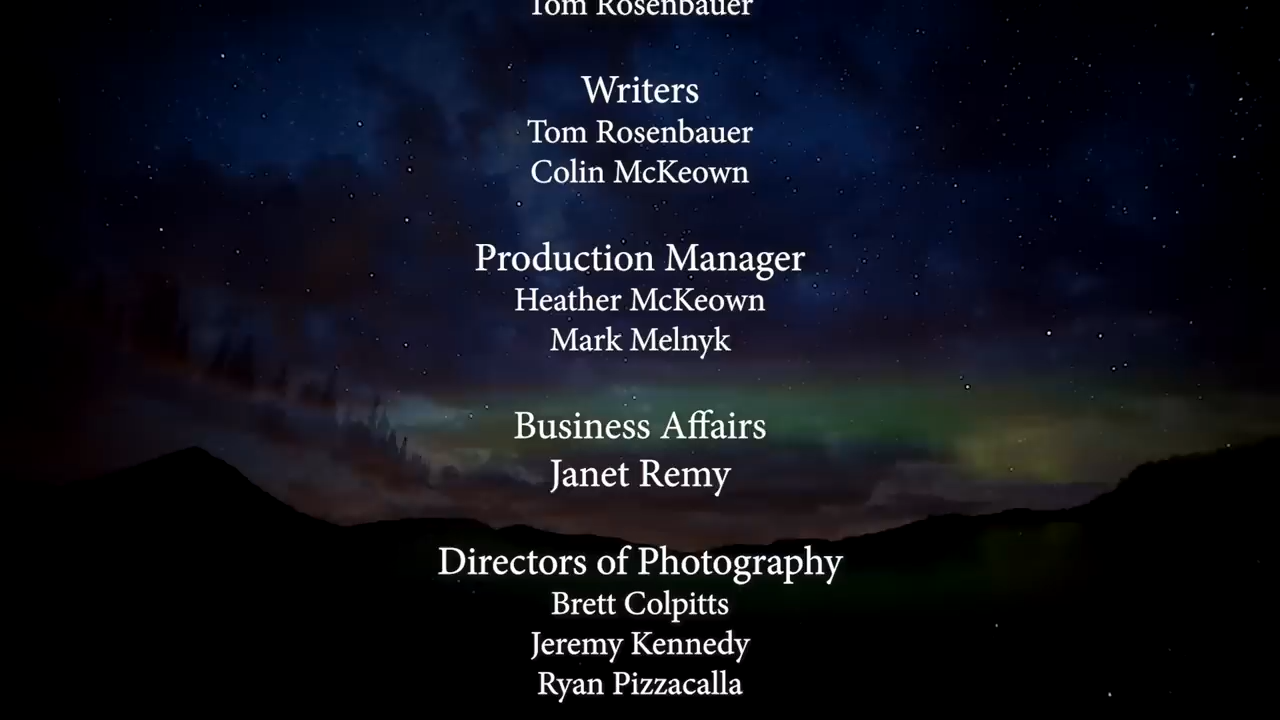 Tom Rosenbauer
Writers
Tom Rosenbauer
Colin McKeown
Production Manager
Heather McKeown
Mark Melnyk
Business Affairs
Janet Remy
Directors of Photography
Brett Colpitts
Jeremy Kennedy
Ryan Pizzacalla